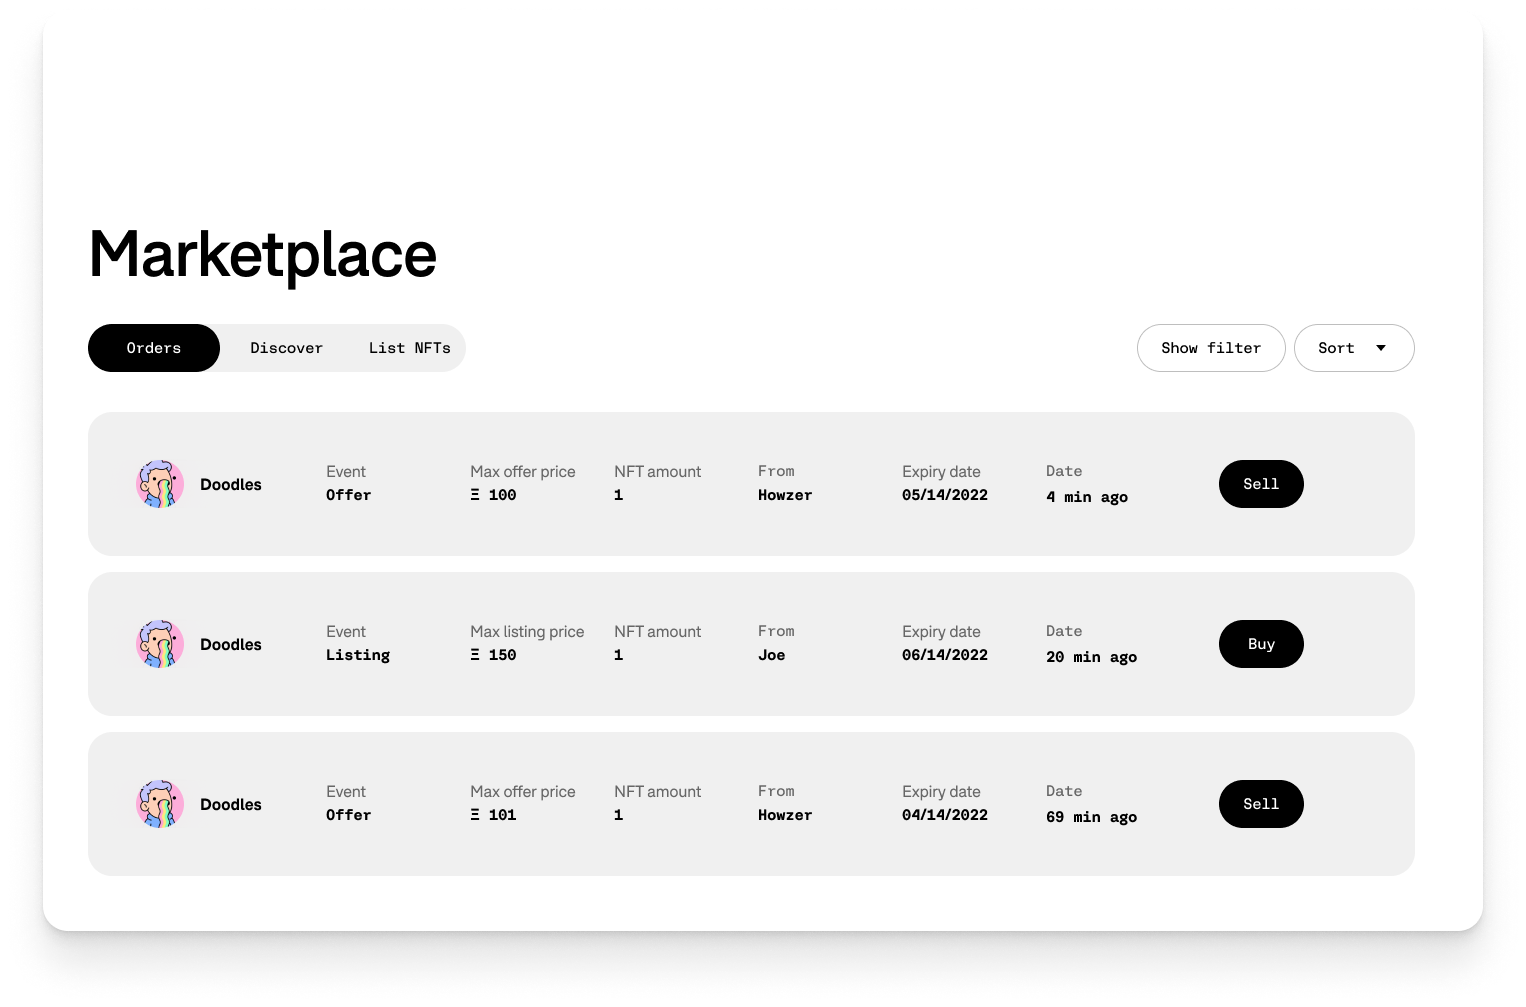 Marketplace
Orders Discover List NFTs Show filter Sort
Event Max offer price NFT amount From Expiry date Date
Doodles Offer Ξ 100 1 Howzer 05/14/2022 4 min ago Sell
Event Max listing price NFT amount From Expiry date Date
Doodles Listing Ξ 150 1 Joe 06/14/2022 20 min ago Buy
Event Max offer price NFT amount From Expiry date Date
Doodles Offer Ξ 101 1 Howzer 04/14/2022 69 min ago Sell